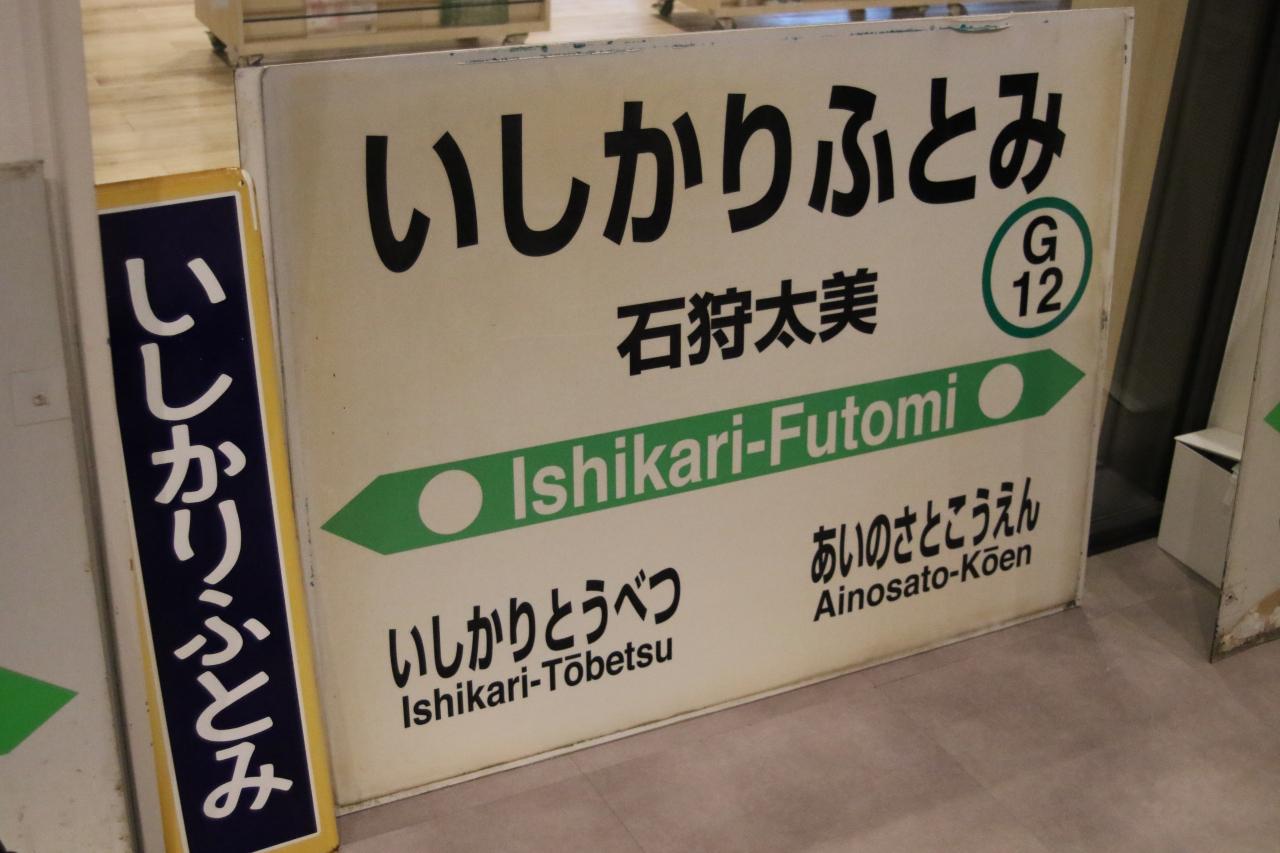 いしかりふとみ
いしかりふとみ
G
12
石狩太美
Ishikari-Futomi
あいのさとこうえん
Ainosato-Kōen
いしかりとうべつ
Ishikari-Tōbetsu